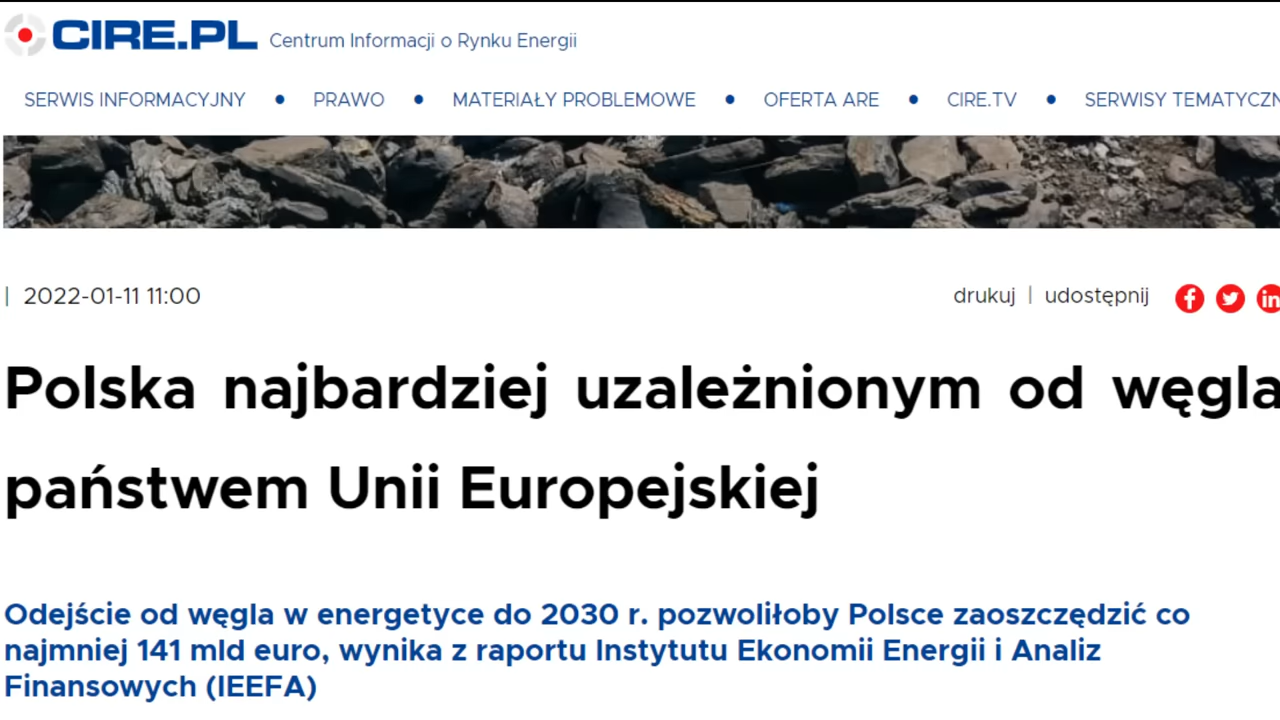 CIRE.PL Centrum Informacji o Rynku Energii
SERWIS INFORMACYJNY • PRAWO • MATERIAŁY PROBLEMOWE • OFERTA ARE • CIRE.TV • SERWISY TEMATYCZN
| 2022-01-11 11:00 drukuj | udostępnij f in
Polska najbardziej uzależnionym od węgla
państwem Unii Europejskiej
Odejście od węgla w energetyce do 2030 r. pozwoliłoby Polsce zaoszczędzić co
najmniej 141 mld euro, wynika z raportu Instytutu Ekonomii Energii i Analiz
Finansowych (IEEFA)